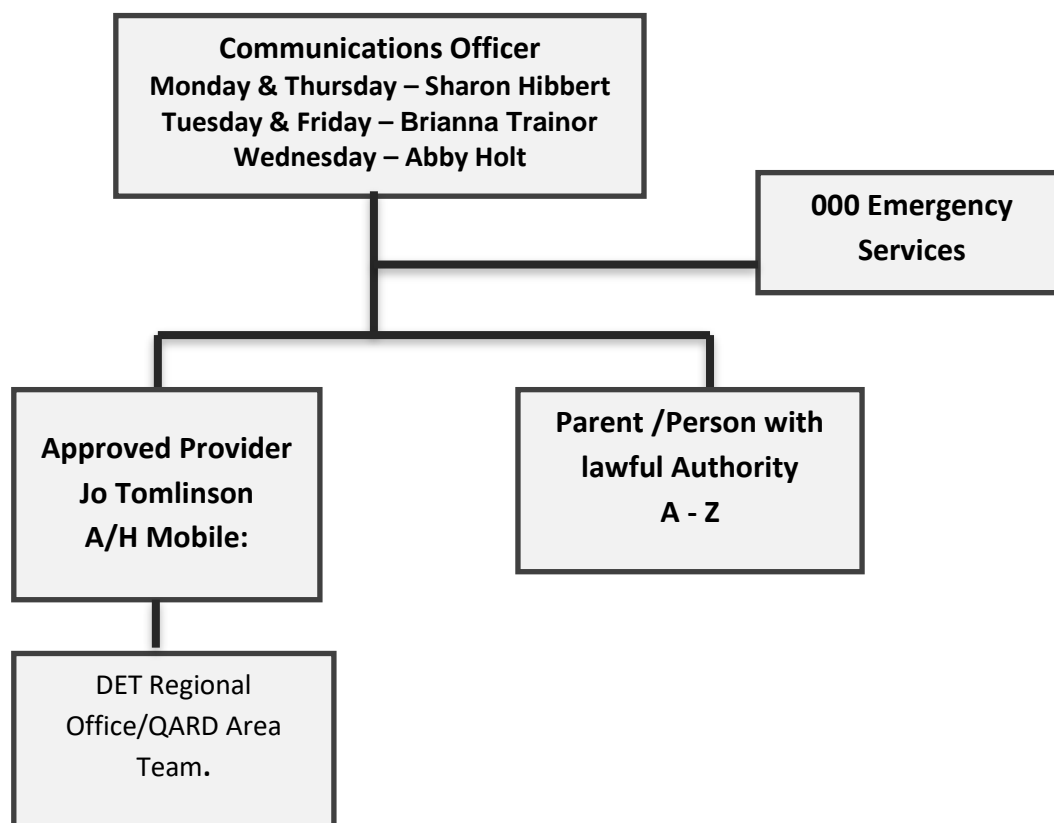 Communications Officer
Monday & Thursday – Sharon Hibbert
Tuesday & Friday – Brianna Trainor
Wednesday – Abby Holt
000 Emergency
Services
Approved Provider
Jo Tomlinson
A/H Mobile:
Parent /Person with
lawful Authority
A - Z
DET Regional
Office/QARD Area
Team.